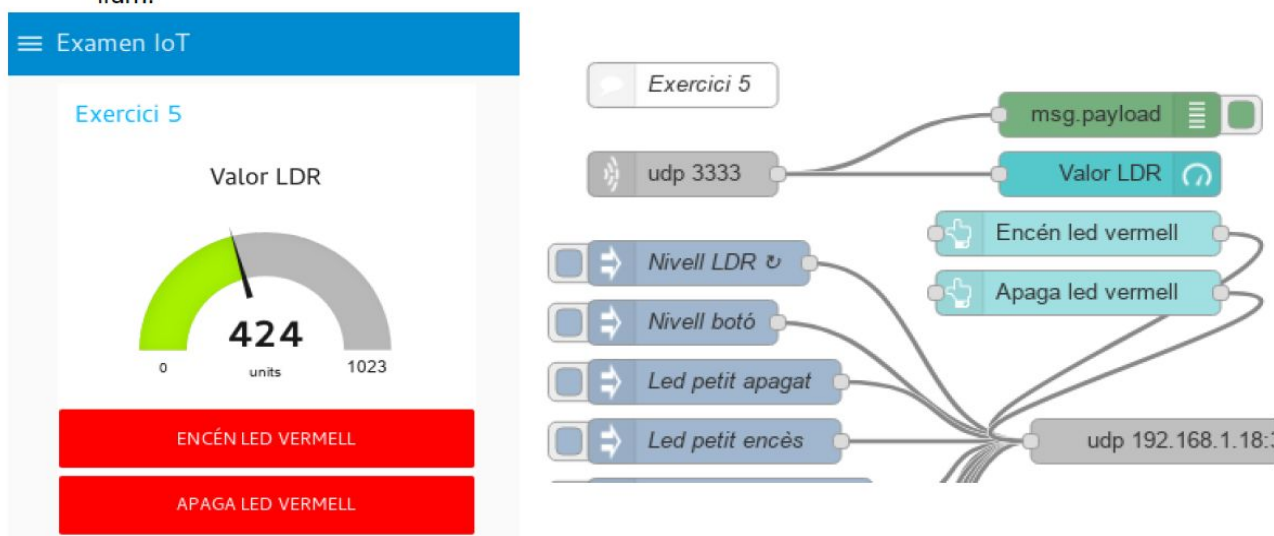 llum.
Examen IoT
Exercici 5
Valor LDR
424
0
units
1023
ENCÉN LED VERMELL
APAGA LED VERMELL
Exercici 5
msg.payload
udp 3333
Valor LDR
Encén led vermell
Nivell LDR ↻
Apaga led vermell
Nivell botó
Led petit apagat
Led petit encès
udp 192.168.1.18: